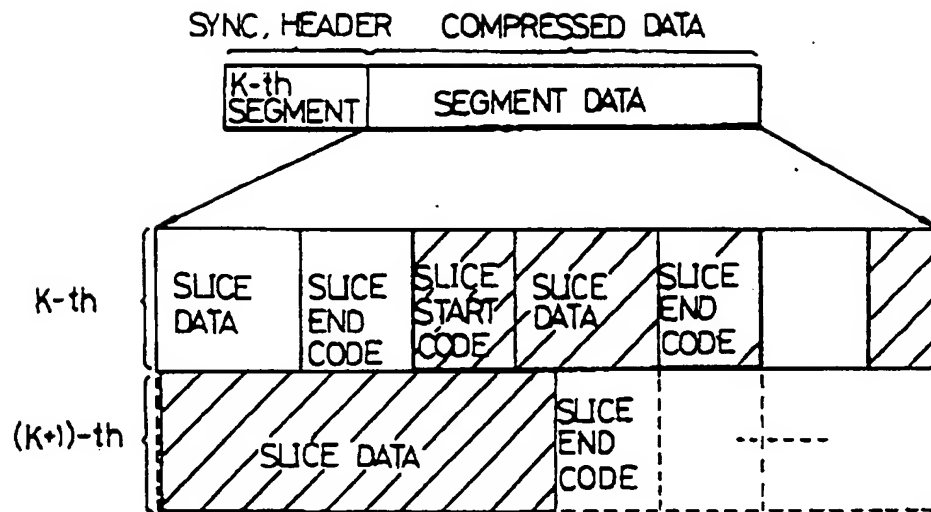 SYNC, HEADER COMPRESSED DATA
K-th
SEGMENT
SEGMENT DATA
K-th
SLICE
DATA
SLICE
END
CODE
SLICE
START
CODE
SLICE
DATA
SLICE
END
CODE
(K+1)-th
SLICE DATA
SLICE
END
CODE